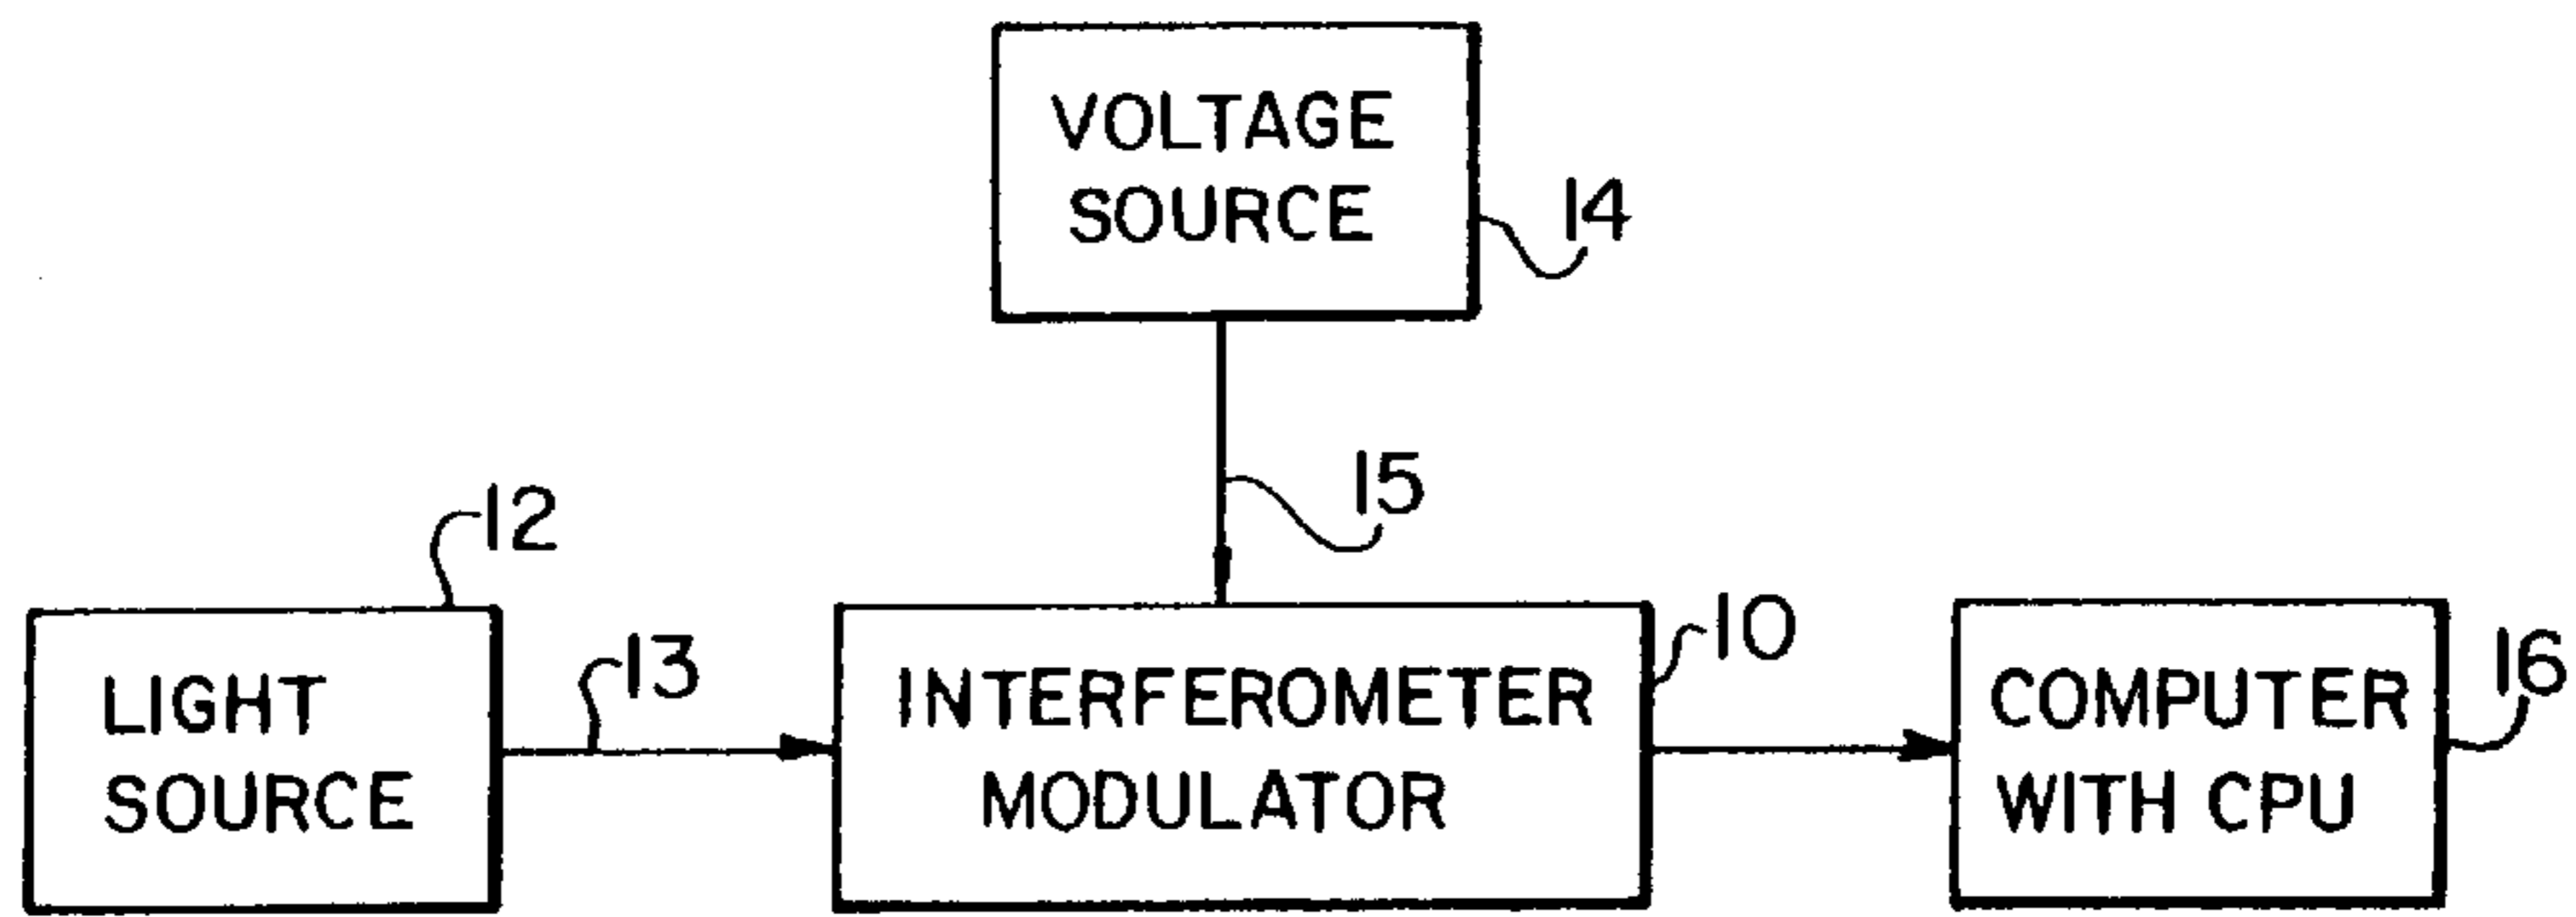 VOLTAGE
SOURCE
14
15
12
13
10
16
LIGHT
SOURCE
INTERFEROMETER
MODULATOR
COMPUTER
WITH CPU